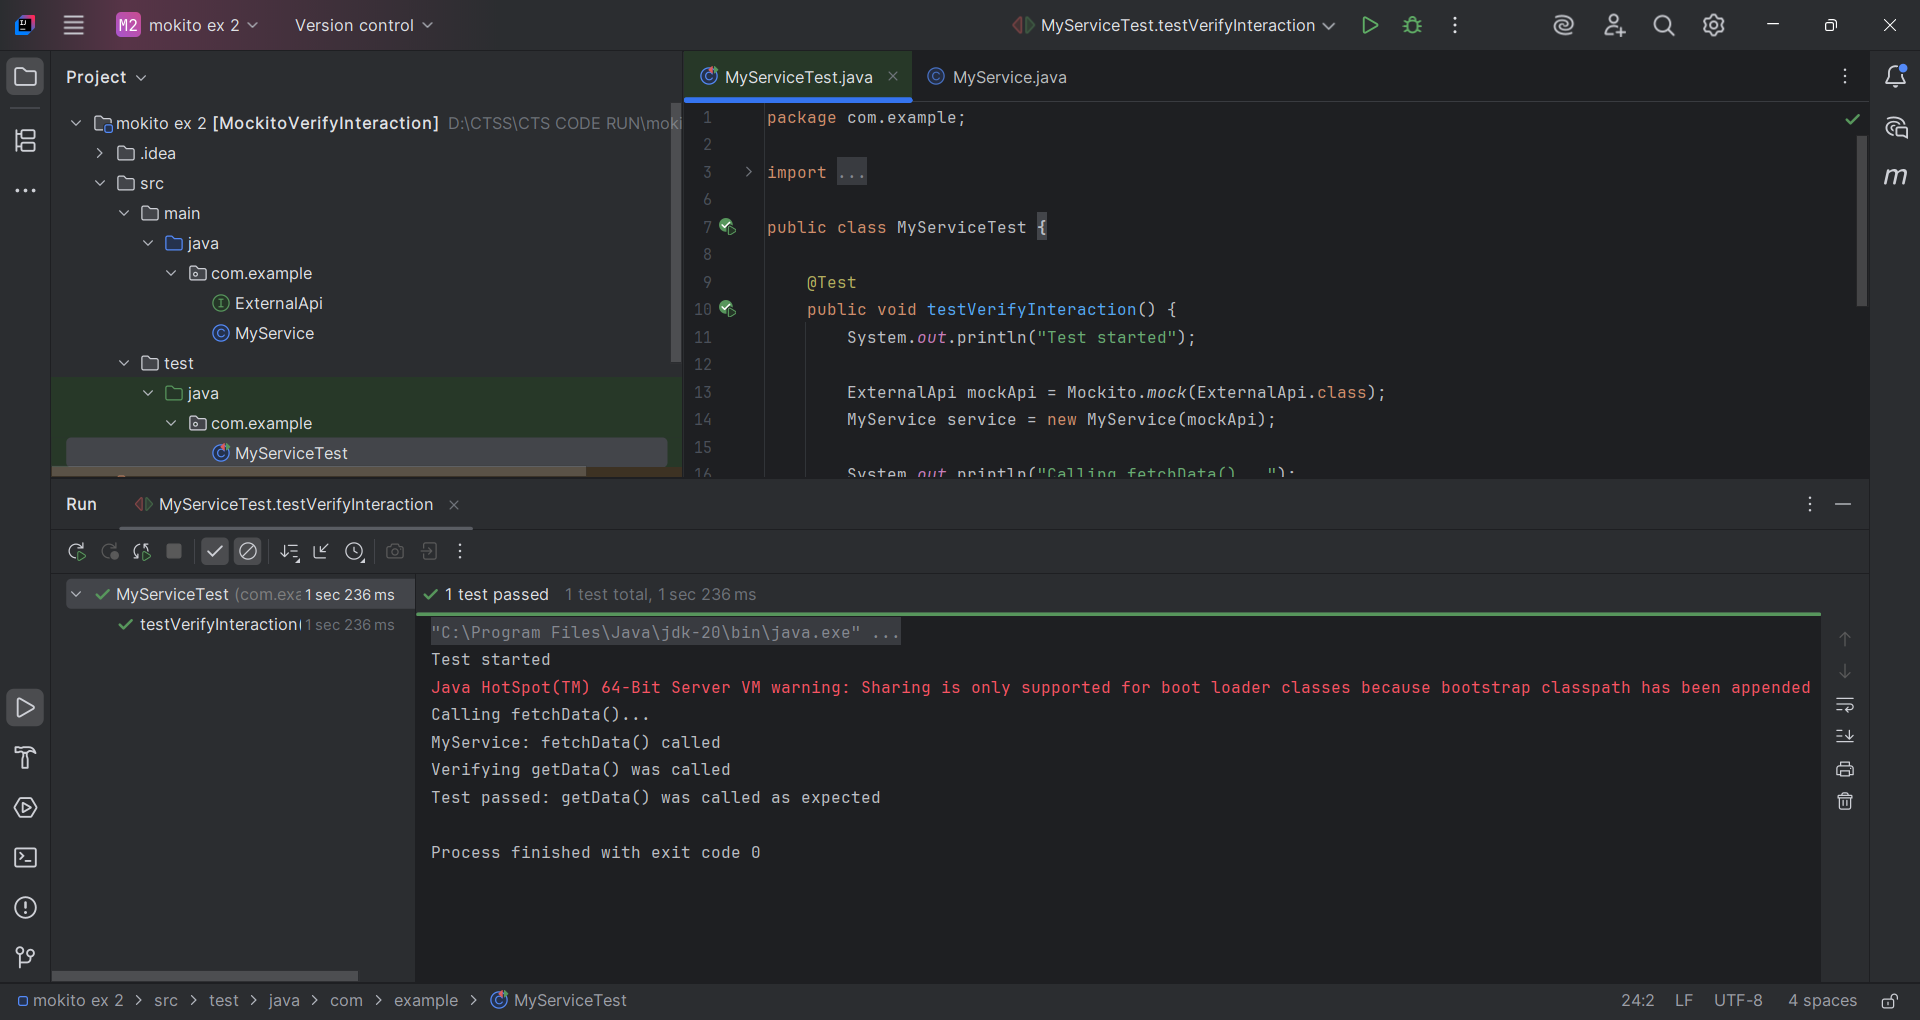 M2 mokito ex 2 Version control MyServiceTest.testVerifyInteraction
Project
MyServiceTest.java MyService.java
mokito ex 2 [MockitoVerifyInteraction] D:\CTSS\CTS CODE RUN\moki
.idea
src
main
java
com.example
ExternalApi
MyService
test
java
com.example
MyServiceTest
1 package com.example;
2
3 import ...
6
7 public class MyServiceTest {
8
9 @Test
10 public void testVerifyInteraction() {
11 System.out.println("Test started");
12
13 ExternalApi mockApi = Mockito.mock(ExternalApi.class);
14 MyService service = new MyService(mockApi);
15
16 System.out.println("Calling fetchData()...");
m
Run MyServiceTest.testVerifyInteraction
MyServiceTest (com.exa 1 sec 236 ms
testVerifyInteraction( 1 sec 236 ms
1 test passed 1 test total, 1 sec 236 ms
"C:\Program Files\Java\jdk-20\bin\java.exe" ...
Test started
Java HotSpot(TM) 64-Bit Server VM warning: Sharing is only supported for boot loader classes because bootstrap classpath has been appended
Calling fetchData()...
MyService: fetchData() called
Verifying getData() was called
Test passed: getData() was called as expected
Process finished with exit code 0
mokito ex 2 > src > test > java > com > example > MyServiceTest 24:2 LF UTF-8 4 spaces